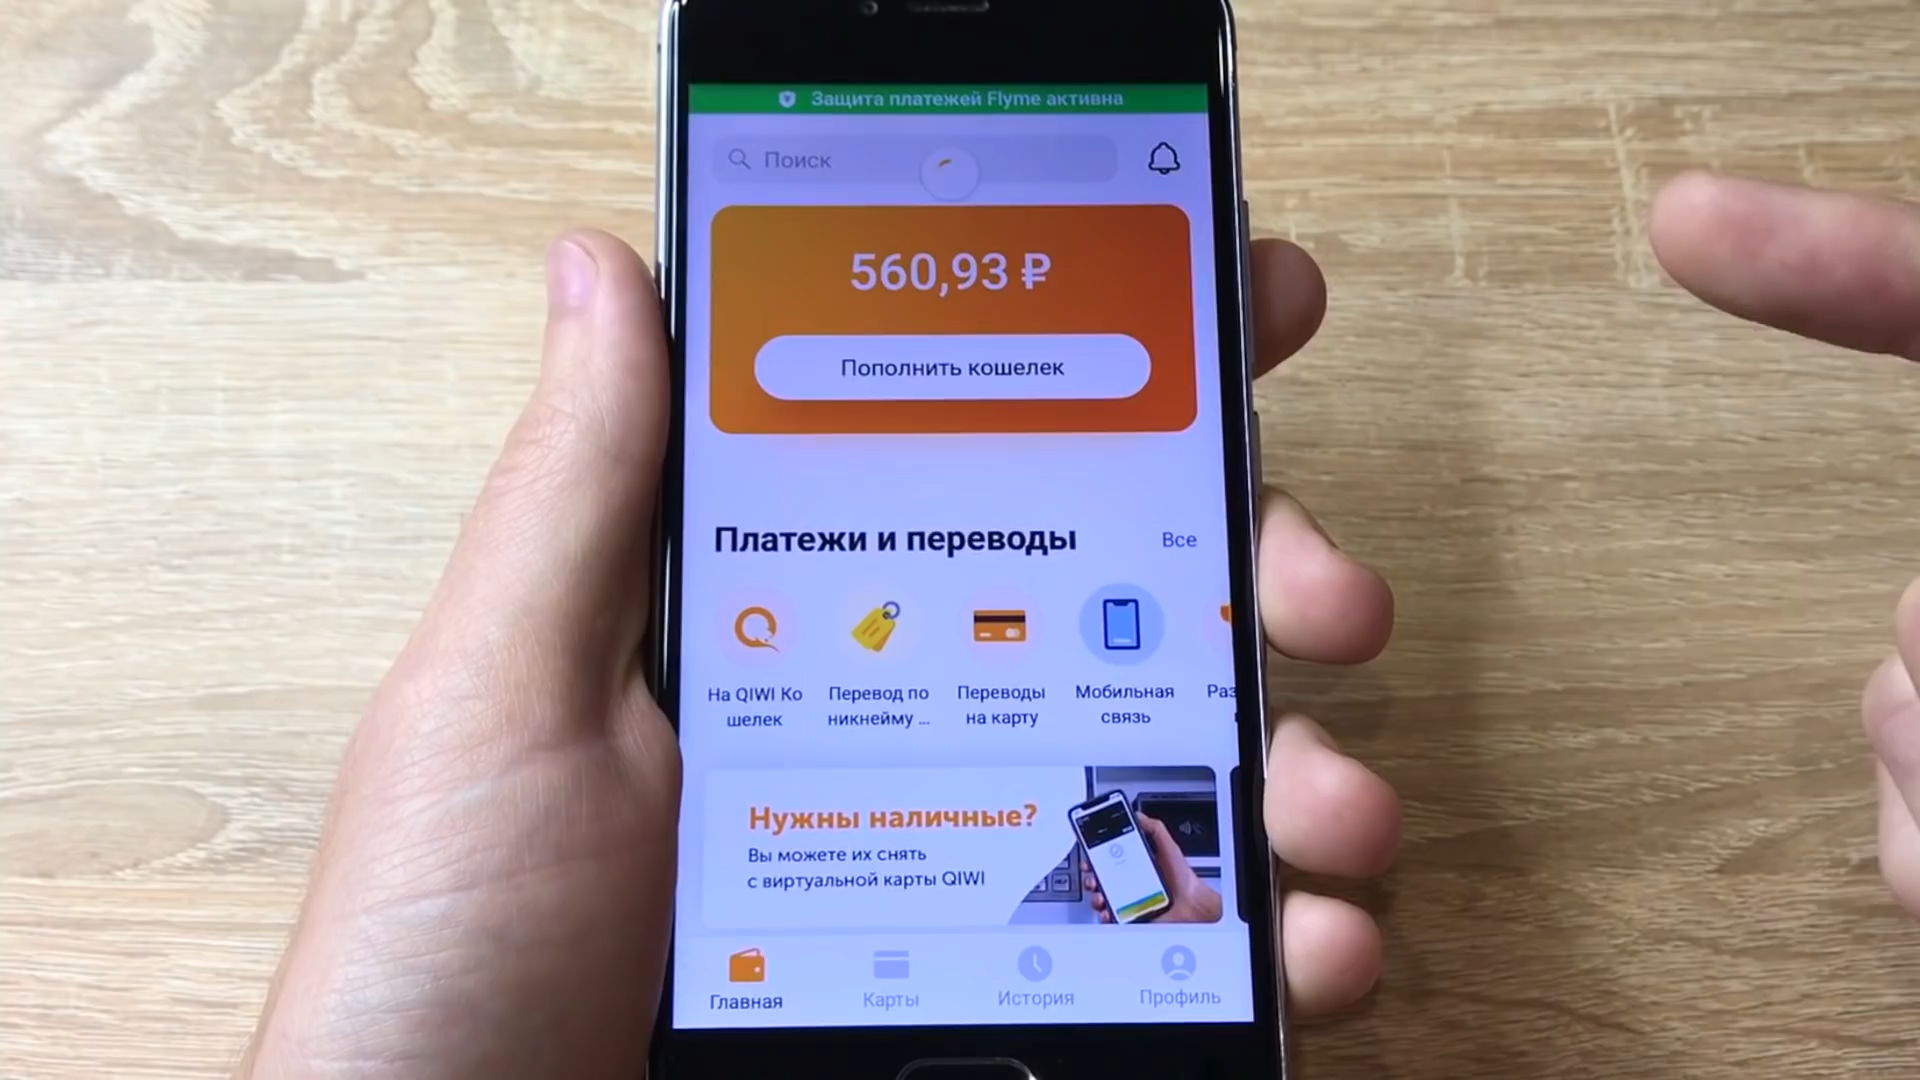 Защита платежей Flyme активна
Поиск
560,93 ₽
Пополнить кошелек
Платежи и переводы
Все
На QIWI Ко
шелек
Перевод по
никнейму ...
Переводы
на карту
Мобильная
связь
Раз
Нужны наличные?
Вы можете их снять
с виртуальной карты QIWI
Главная
Карты
История
Профиль